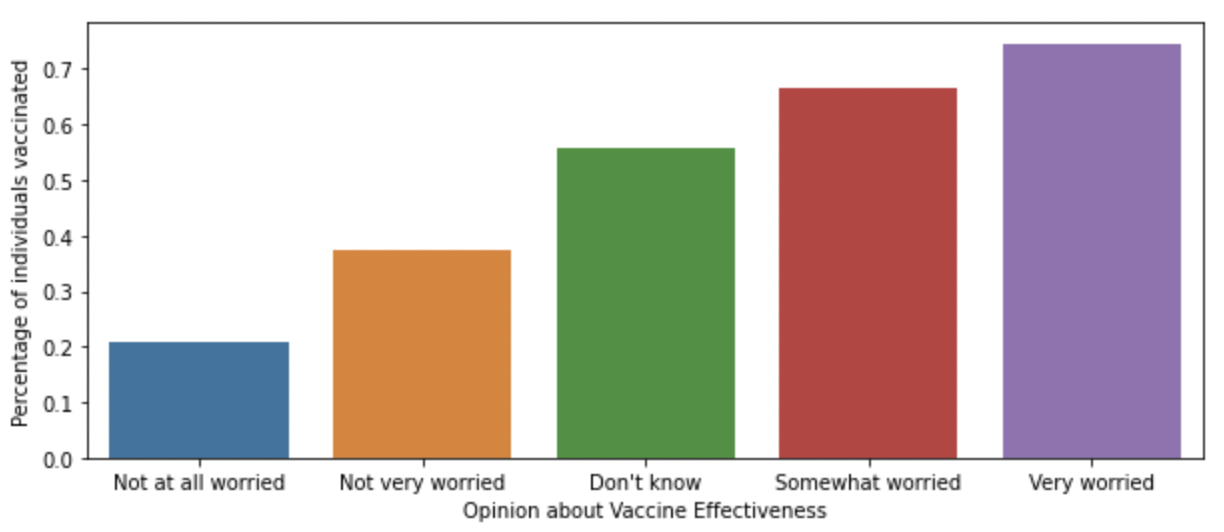 Percentage of individuals vaccinated
0.7
0.6
0.5
0.4
0.3
0.2
0.1
0.0
Not at all worried
Not very worried
Don't know
Somewhat worried
Very worried
Opinion about Vaccine Effectiveness